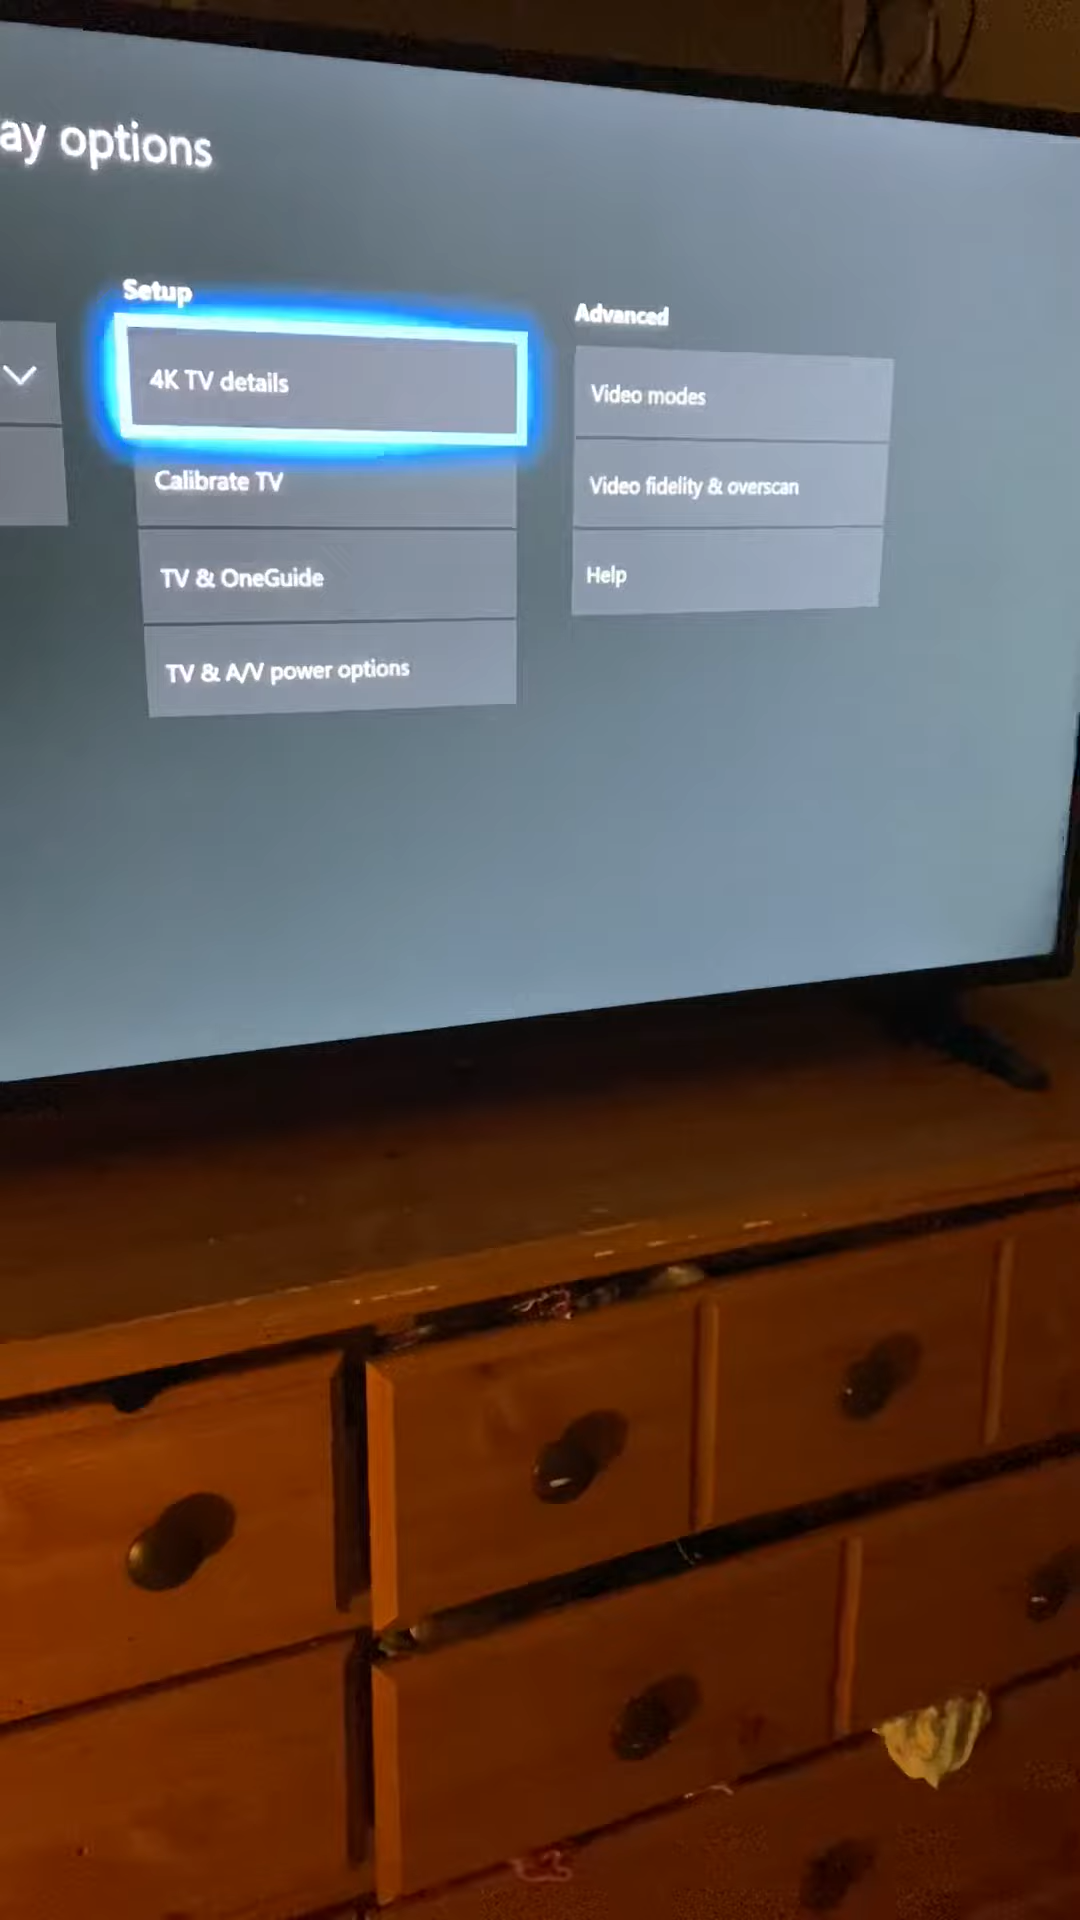 ay options
Setup
4K TV details
Calibrate TV
TV & OneGuide
TV & A/V power options
Advanced
Video modes
Video fidelity & overscan
Help